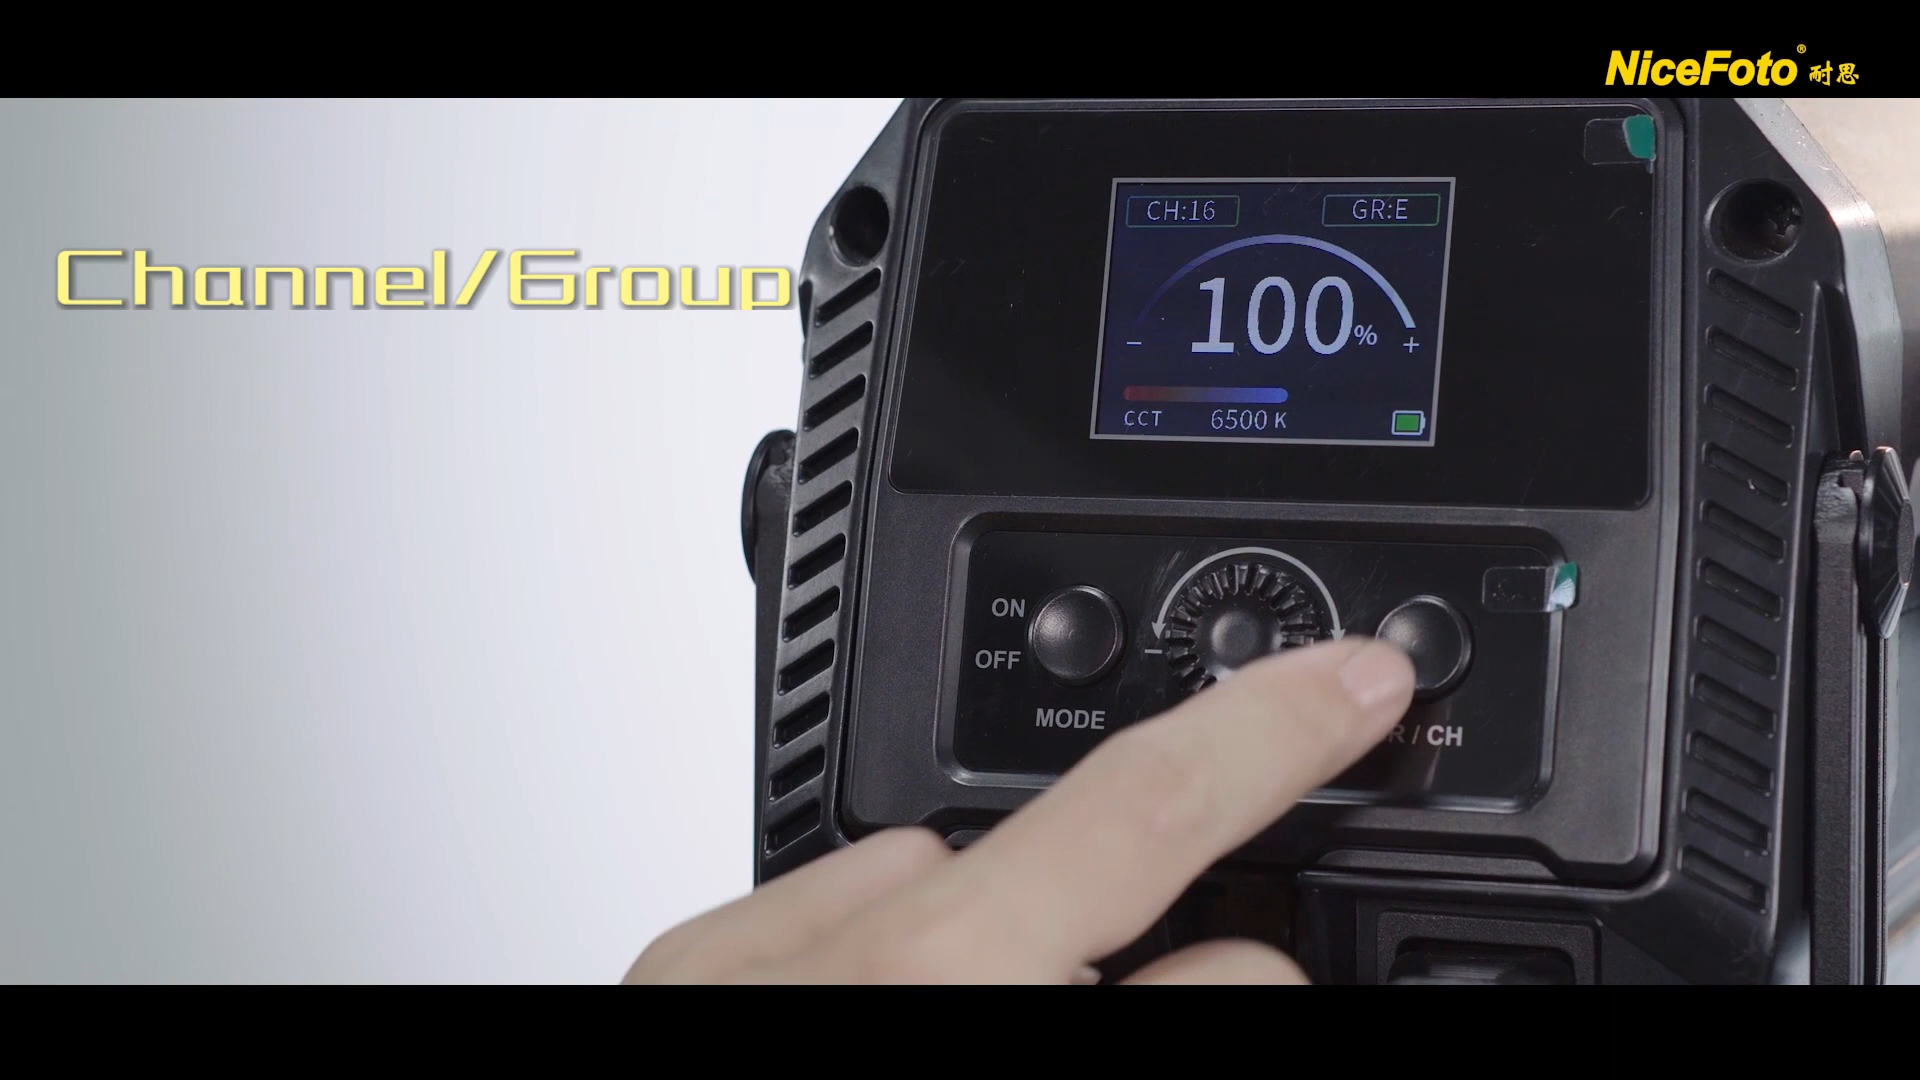 NiceFoto® 耐思
CH:16 GR:E
Channel/Group
100%
- +
CCT 6500 K
ON
OFF
-
MODE
R / CH